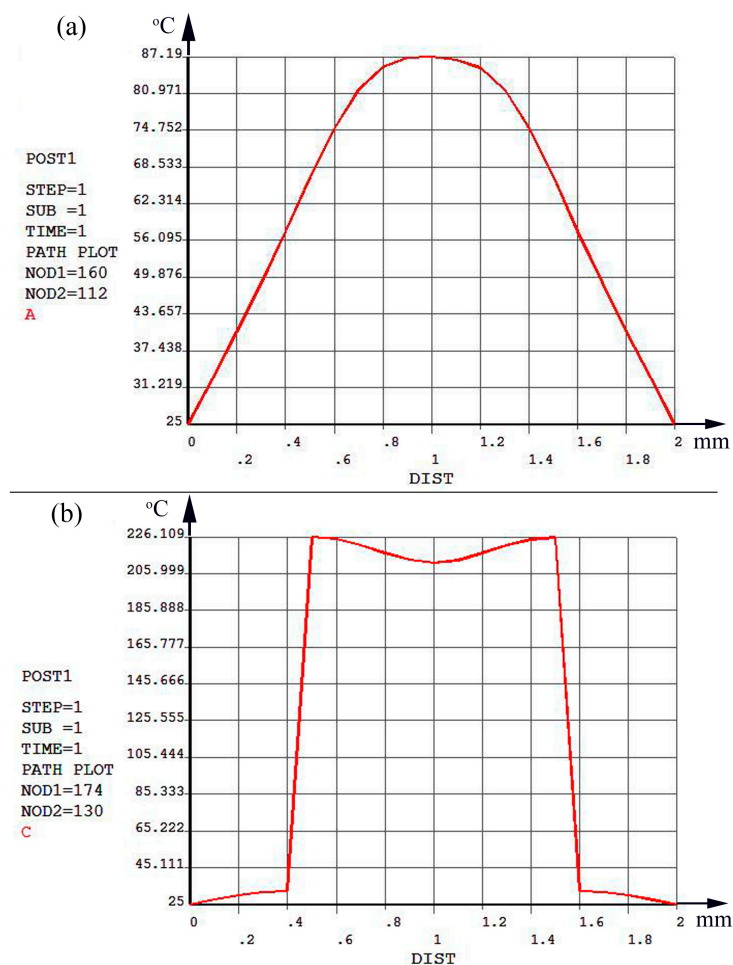 (a)
°C
87.19
80.971
74.752
68.533
62.314
56.095
49.876
43.657
37.438
31.219
25
POST1
STEP=1
SUB =1
TIME=1
PATH PLOT
NOD1=160
NOD2=112
A
0 .4 .8 1.2 1.6 2
.2 .6 1 1.4 1.8
mm
DIST
(b)
°C
226.109
205.999
185.888
165.777
145.666
125.555
105.444
85.333
65.222
45.111
25
POST1
STEP=1
SUB =1
TIME=1
PATH PLOT
NOD1=174
NOD2=130
C
0 .4 .8 1.2 1.6 2
.2 .6 1 1.4 1.8
mm
DIST